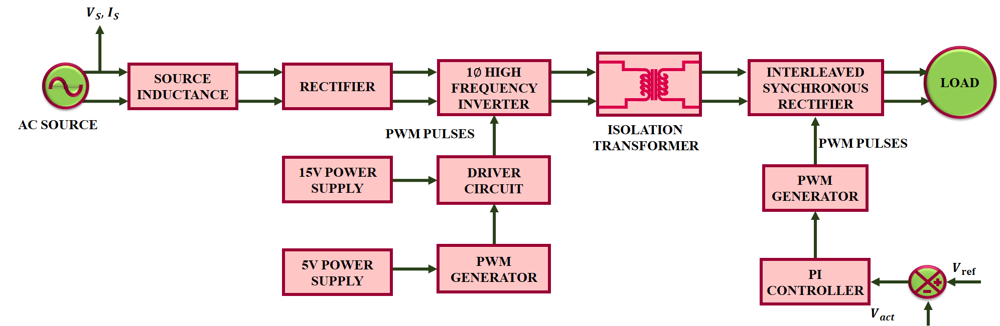 V_S, I_S
AC SOURCE
SOURCE
INDUCTANCE
RECTIFIER
1Ø HIGH
FREQUENCY
INVERTER
ISOLATION
TRANSFORMER
INTERLEAVED
SYNCHRONOUS
RECTIFIER
LOAD
PWM PULSES
15V POWER
SUPPLY
DRIVER
CIRCUIT
5V POWER
SUPPLY
PWM
GENERATOR
PWM PULSES
PWM
GENERATOR
PI
CONTROLLER
+
−
V_ref
V_act